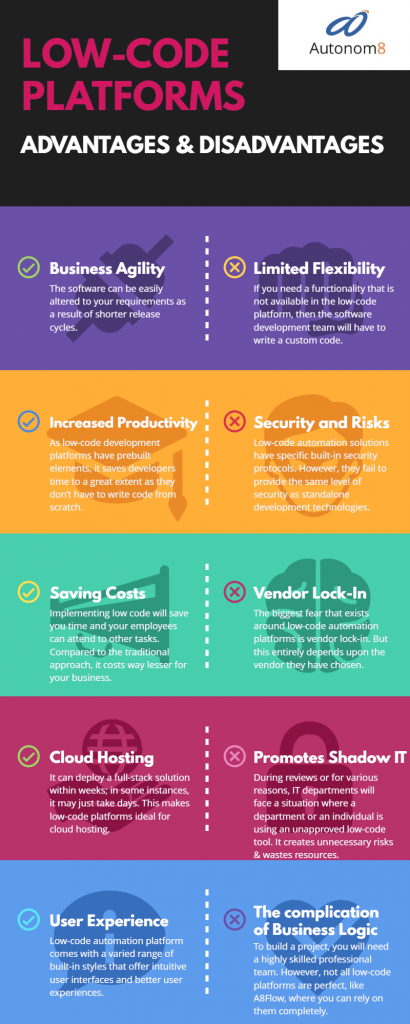 Autonom8
LOW-CODE
PLATFORMS
ADVANTAGES & DISADVANTAGES
Business Agility
The software can be easily
altered to your requirements as
a result of shorter release
cycles.
Limited Flexibility
If you need a functionality that is
not available in the low-code
platform, then the software
development team will have to
write a custom code.
Increased Productivity
As low-code development
platforms have prebuilt
elements, it saves developers
time to a great extent as they
don't have to write code from
scratch.
Security and Risks
Low-code automation solutions
have specific built-in security
protocols. However, they fail to
provide the same level of
security as standalone
development technologies.
Saving Costs
Implementing low code will save
you time and your employees
can attend to other tasks.
Compared to the traditional
approach, it costs way lesser for
your business.
Vendor Lock-In
The biggest fear that exists
around low-code automation
platforms is vendor lock-in. But
this entirely depends upon the
vendor they have chosen.
Cloud Hosting
It can deploy a full-stack solution
within weeks; in some instances,
it may just take days. This makes
low-code platforms ideal for
cloud hosting.
Promotes Shadow IT
During reviews or for various
reasons, IT departments will
face a situation where a
department or an individual is
using an unapproved low-code
tool. It creates unnecessary risks
& wastes resources.
User Experience
Low-code automation platform
comes with a varied range of
built-in styles that offer intuitive
user interfaces and better user
experiences.
The complication
of Business Logic
To build a project, you will need
a highly skilled professional
team. However, not all low-code
platforms are perfect, like
A8Flow, where you can rely on
them completely.